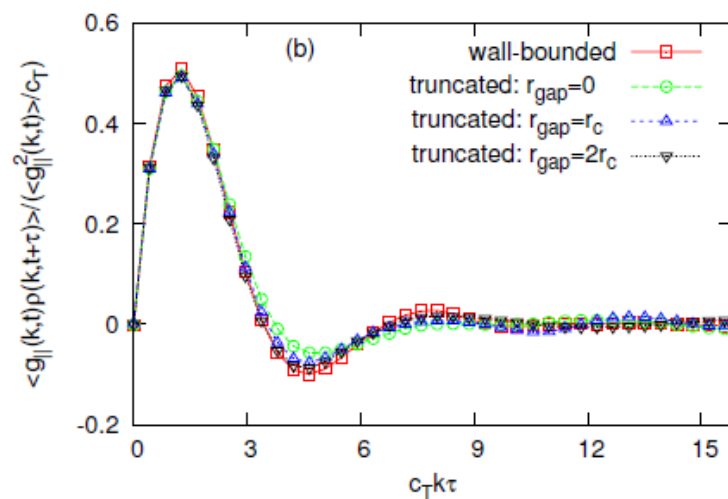 0.6
(b)
wall-bounded
truncated: r_gap=0
truncated: r_gap=r_c
truncated: r_gap=2r_c
0.4
0.2
0
-0.2
<g_||(k,t)ρ(k,t+τ)>/(<g_||^2(k,t)>/c_T)
0 3 6 9 12 15
c_Tkτ